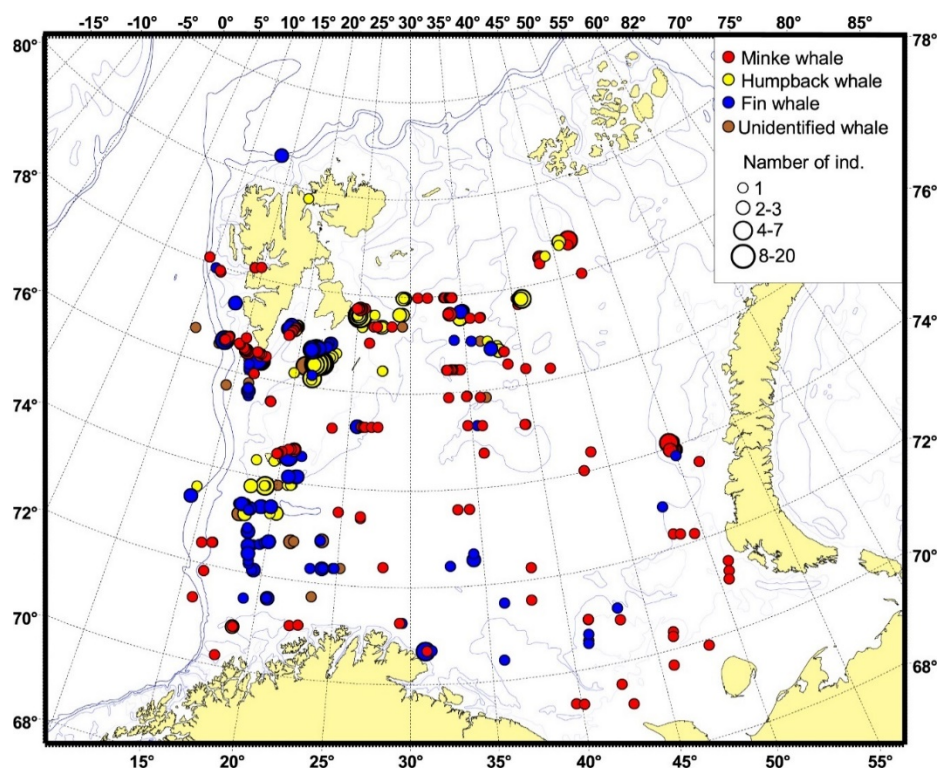 -15° -10° -5° 0° 5° 10° 15° 20° 25° 30° 35° 40° 45° 50° 55° 60° 82° 70° 75° 80° 85°
80° 78°
Minke whale
Humpback whale
Fin whale
Unidentified whale
Namber of ind.
1
2-3
4-7
8-20
78° 76°
76° 74°
74° 72°
72° 70°
70° 68°
68°
15° 20° 25° 30° 35° 40° 45° 50° 55°